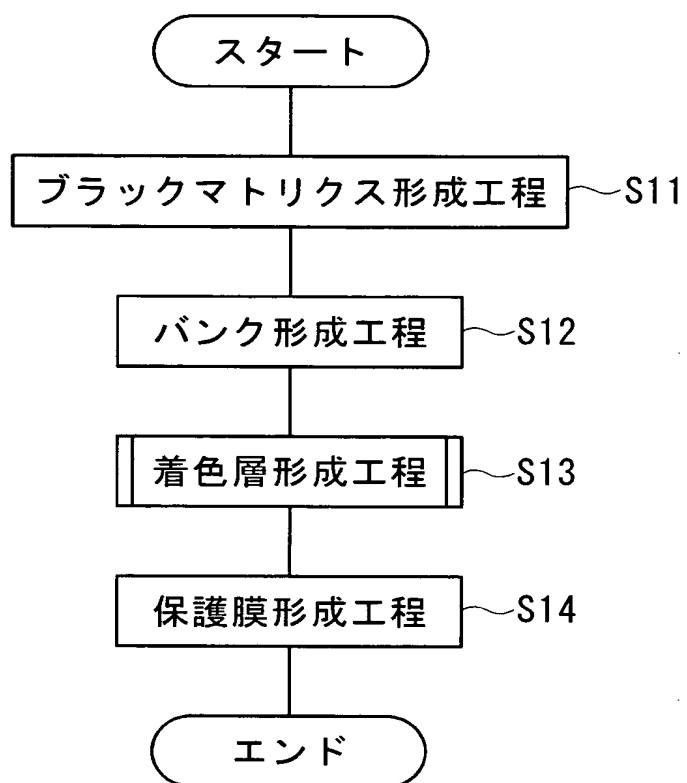 スタート
ブラックマトリクス形成工程 S11
バンク形成工程 S12
着色層形成工程 S13
保護膜形成工程 S14
エンド